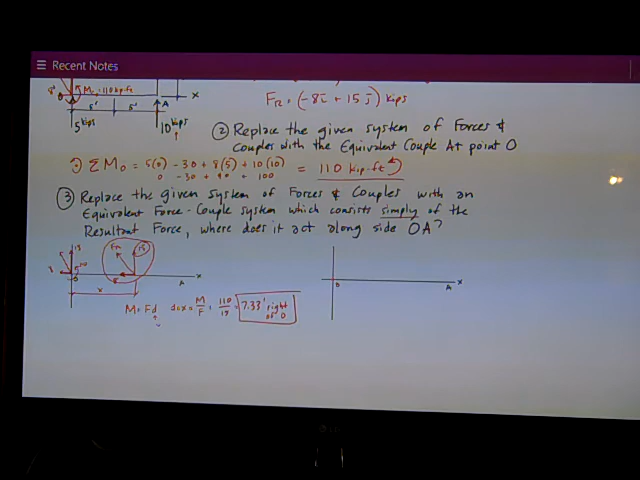 Recent Notes
8' M₀ = 110 kip·ft
5' 5' A x
5 kips 10 kips
F_R = (-8i + 15j) kips
② Replace the given system of Forces &
Couples with the Equivalent Couple At point O
ΣM₀ = 5(0) - 30 + 8(5) + 10(10) = 110 kip·ft
0 - 30 + 40 + 100
③ Replace the given system of Forces & Couples with an
Equivalent Force-Couple system which consists simply of the
Resultant Force, where does it act along side OA?
15 F_R 15
O 8 A x O A x
x
M = Fd d = x = M/F = 110/15 = 7.33' right
of O